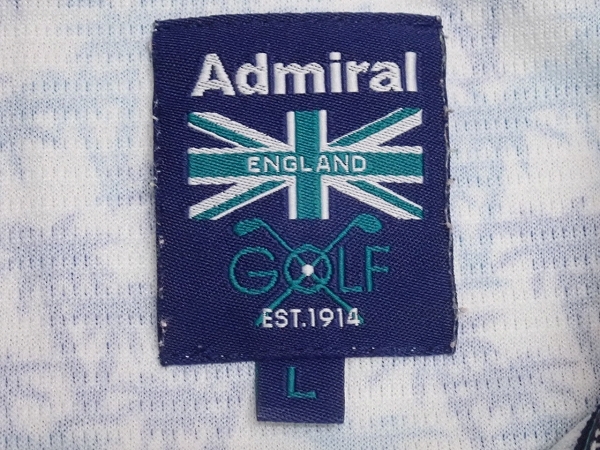 Admiral
ENGLAND
GOLF
EST.1914
L